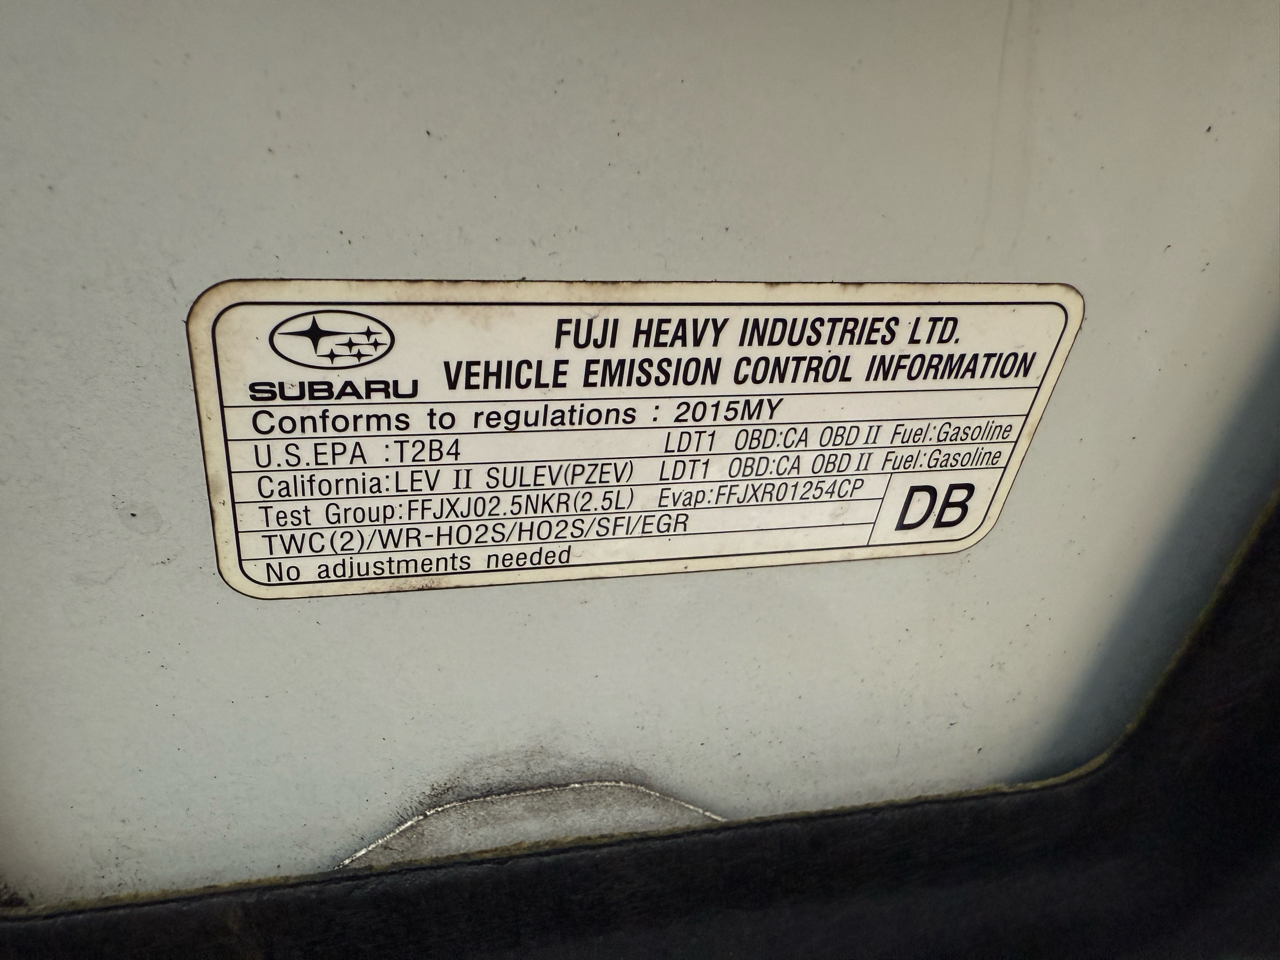 FUJI HEAVY INDUSTRIES LTD.
SUBARU VEHICLE EMISSION CONTROL INFORMATION
Conforms to regulations : 2015MY
U.S.EPA :T2B4 LDT1 OBD:CA OBD II Fuel:Gasoline
California:LEV II SULEV(PZEV) LDT1 OBD:CA OBD II Fuel:Gasoline
Test Group:FFJXJ02.5NKR(2.5L) Evap:FFJXR01254CP
TWC(2)/WR-HO2S/HO2S/SFI/EGR
DB
No adjustments needed